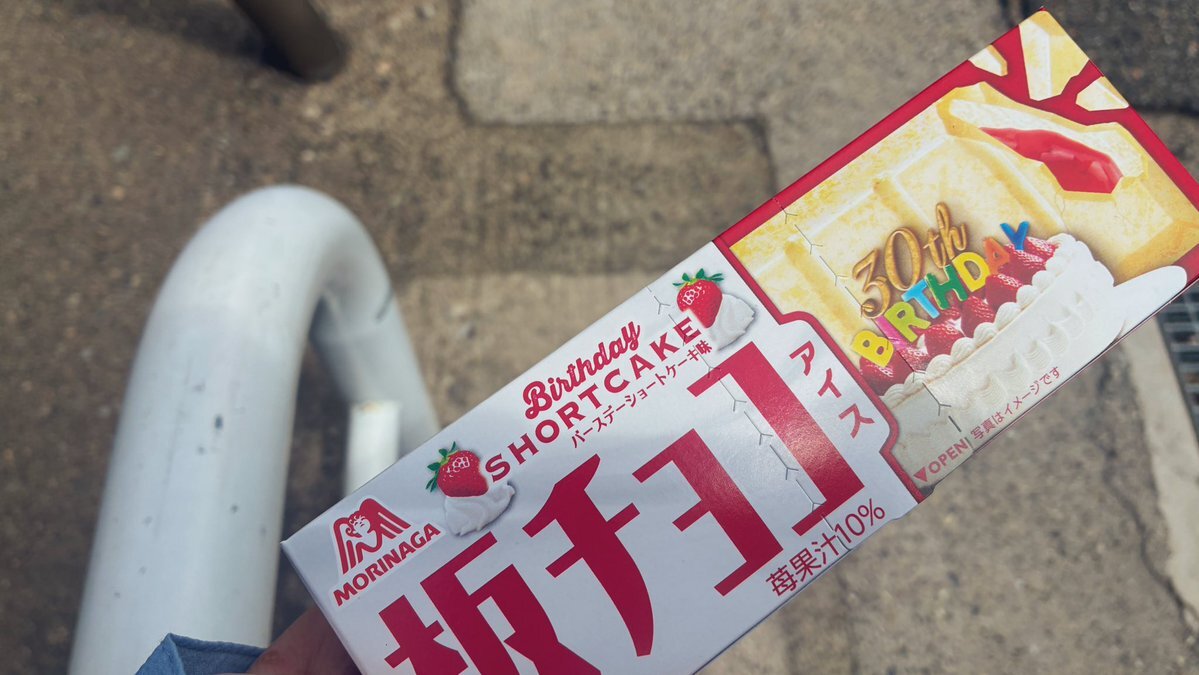 MORINAGA
Birthday
SHORTCAKE
バースデーショートケーキ味
板チョコ
アイス
苺果汁10%
30th
BIRTHDAY
▼OPEN
写真はイメージです